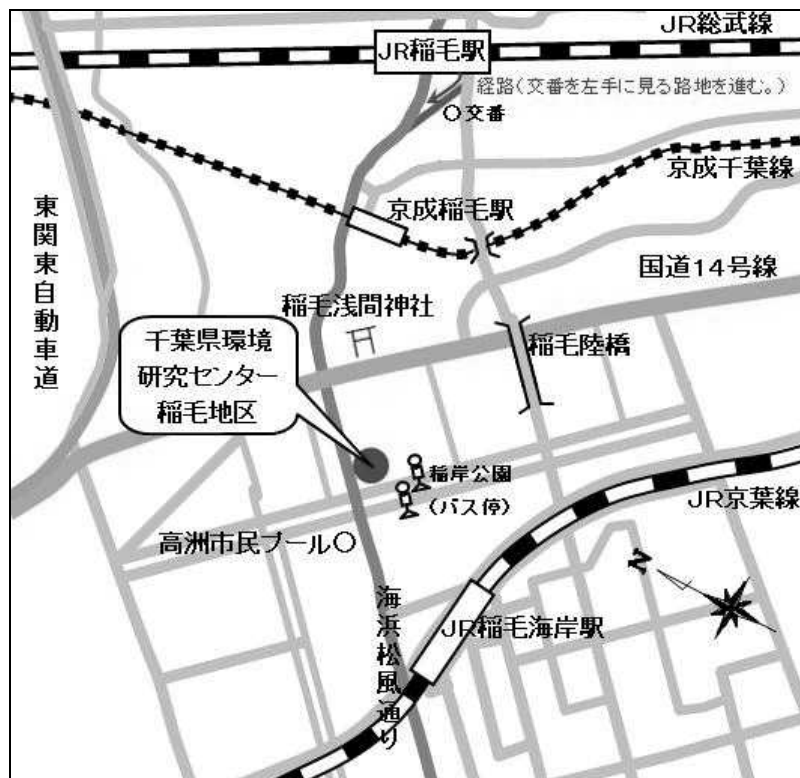 JR総武線
JR稲毛駅
経路(交番を左手に見る路地を進む。)
交番
京成千葉線
京成稲毛駅
東関東自動車道
国道14号線
稲毛浅間神社
千葉県環境
研究センター
稲毛地区
稲毛陸橋
稲岸公園
(バス停)
JR京葉線
高洲市民プール
N
海浜松風通り
JR稲毛海岸駅